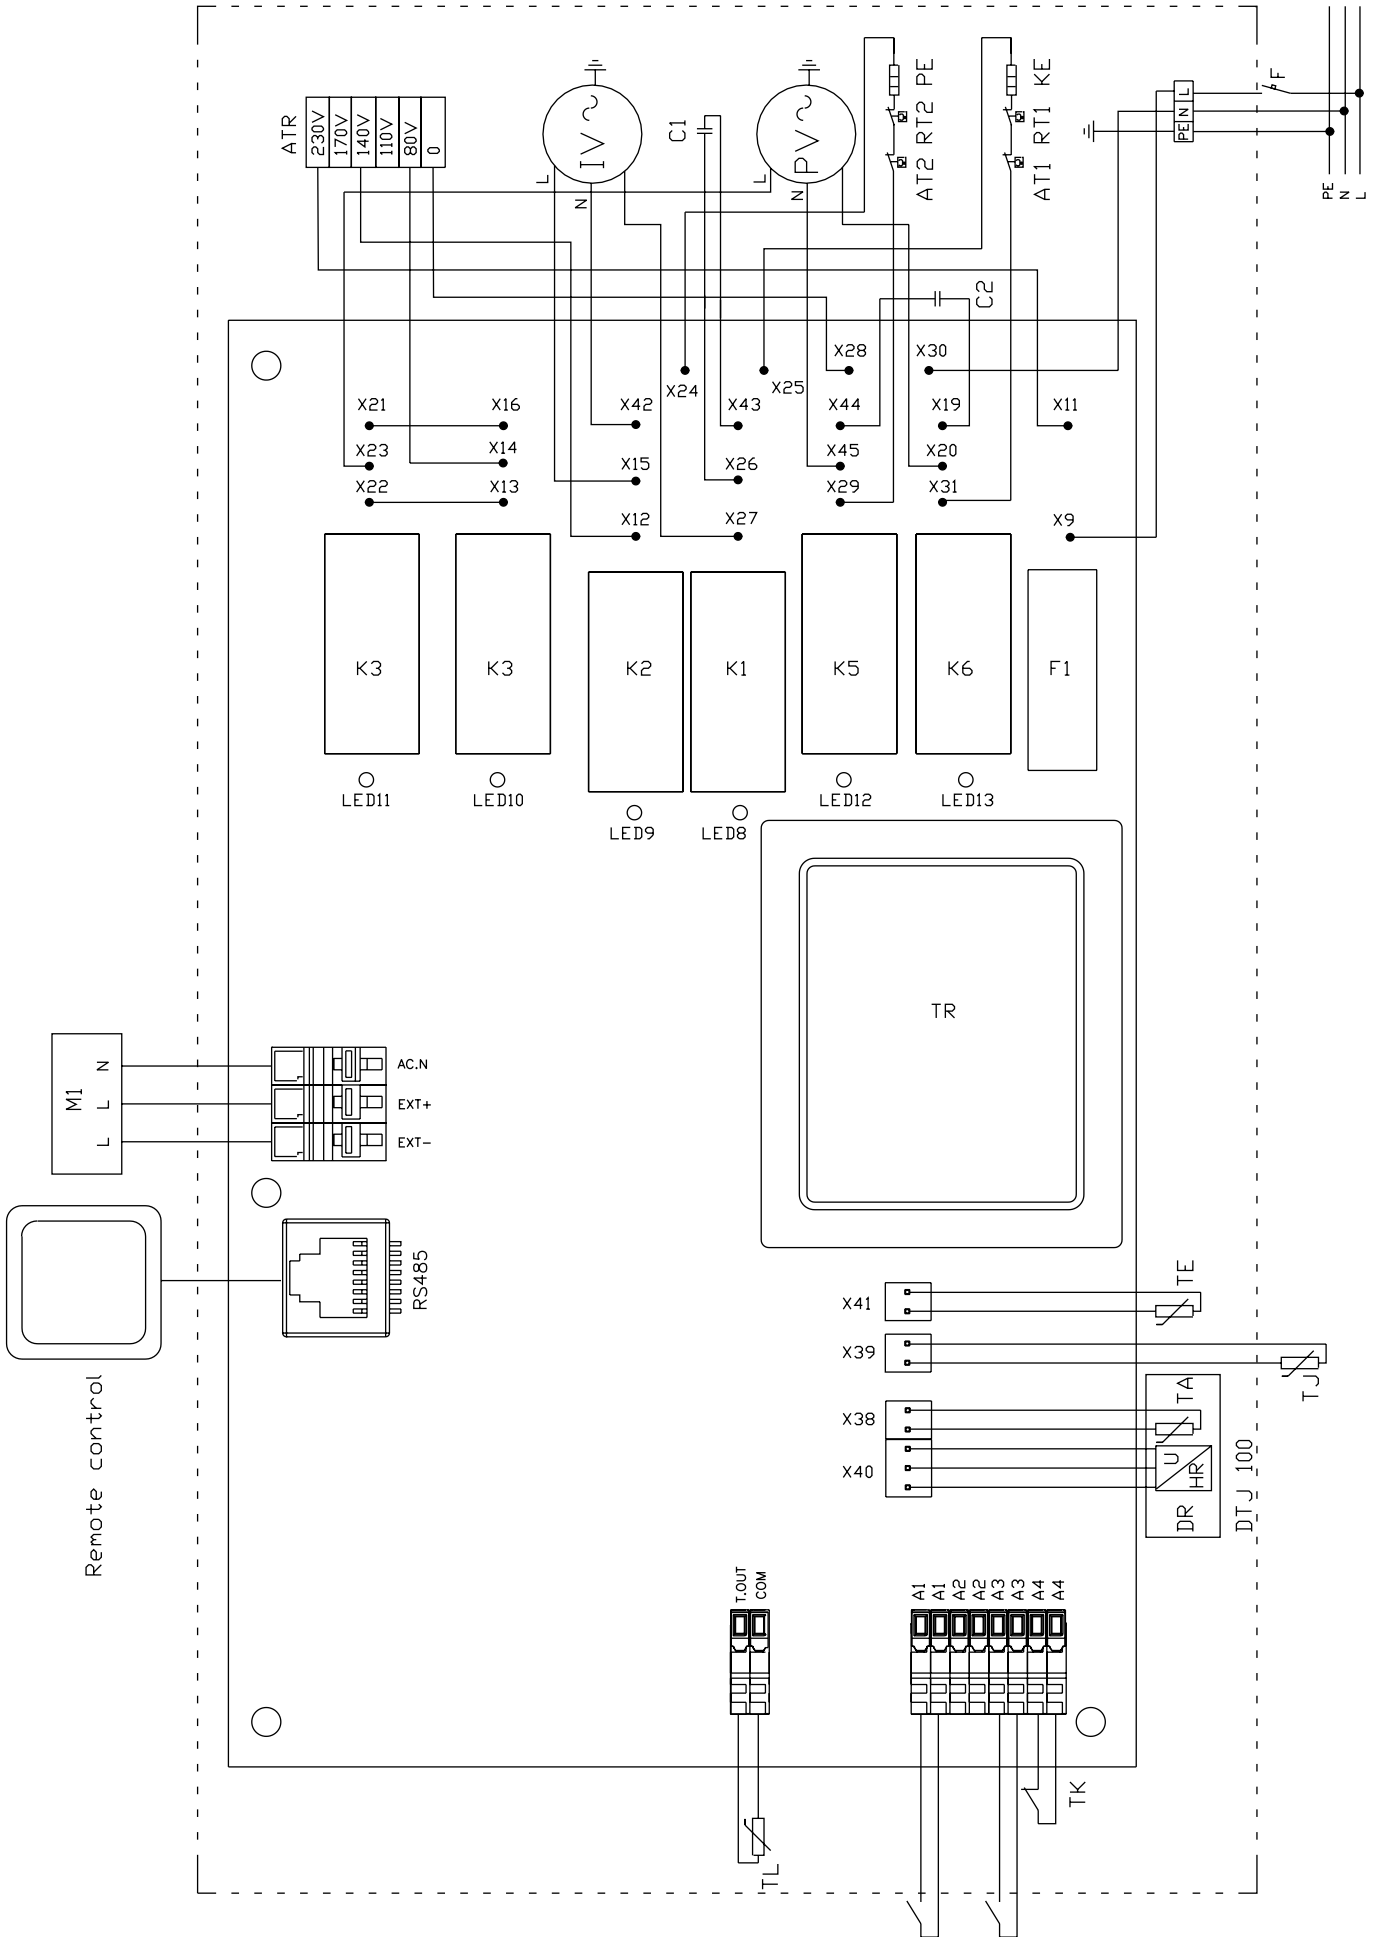 ATR
230V
170V
140V
110V
80V
0
IV
L
N
C1
PV
L
N
AT2 RT2 PE
AT1 RT1 KE
PE N L
F
PE
N
L
C2
X28
X30
X24
X25
X21
X16
X42
X43
X44
X19
X11
X23
X14
X15
X26
X45
X20
X22
X13
X12
X27
X29
X31
X9
K3
K3
K2
K1
K5
K6
F1
LED11
LED10
LED9
LED8
LED12
LED13
TR
M1
N
L
L
AC.N
EXT+
EXT-
RS485
Remote control
X41
TE
X39
TJ
X38
TA
X40
U
HR
DR
DTJ 100
T.OUT
COM
A1
A1
A2
A2
A3
A3
A4
A4
TK
TL